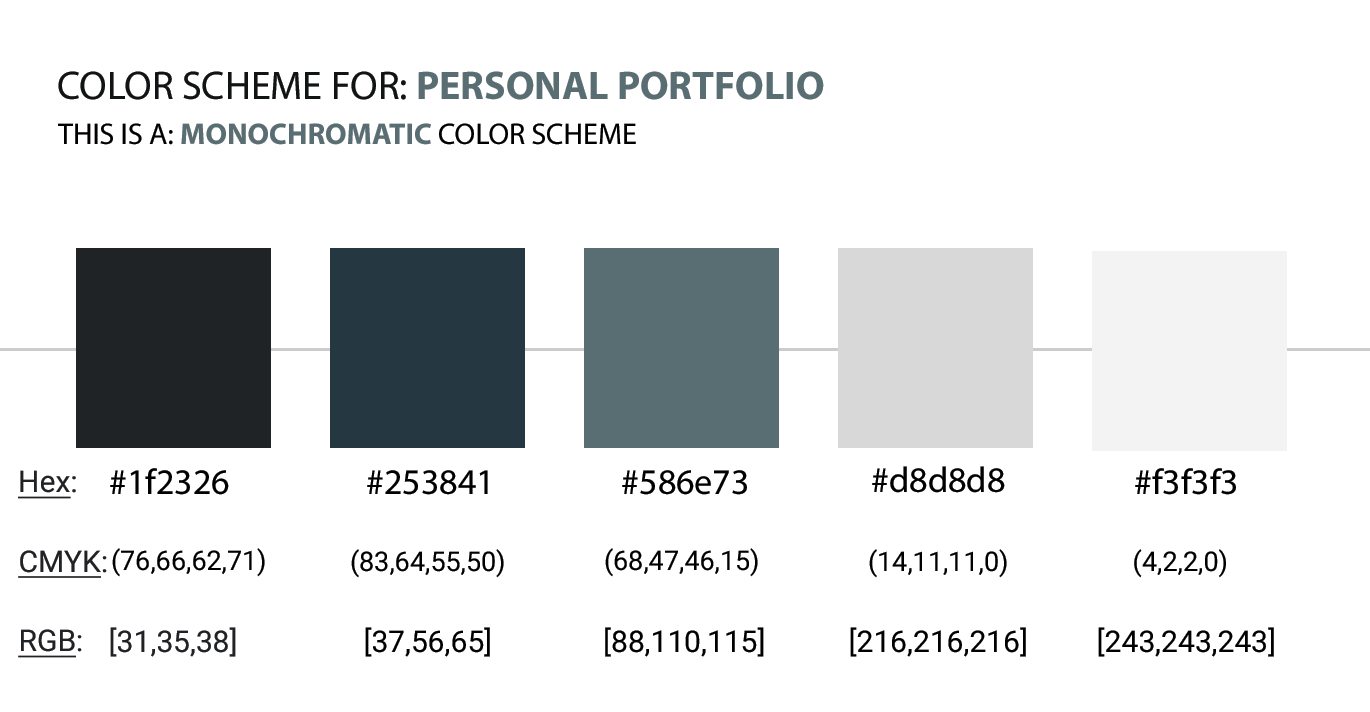 COLOR SCHEME FOR: PERSONAL PORTFOLIO
THIS IS A: MONOCHROMATIC COLOR SCHEME
Hex: #1f2326 #253841 #586e73 #d8d8d8 #f3f3f3
CMYK: (76,66,62,71) (83,64,55,50) (68,47,46,15) (14,11,11,0) (4,2,2,0)
RGB: [31,35,38] [37,56,65] [88,110,115] [216,216,216] [243,243,243]